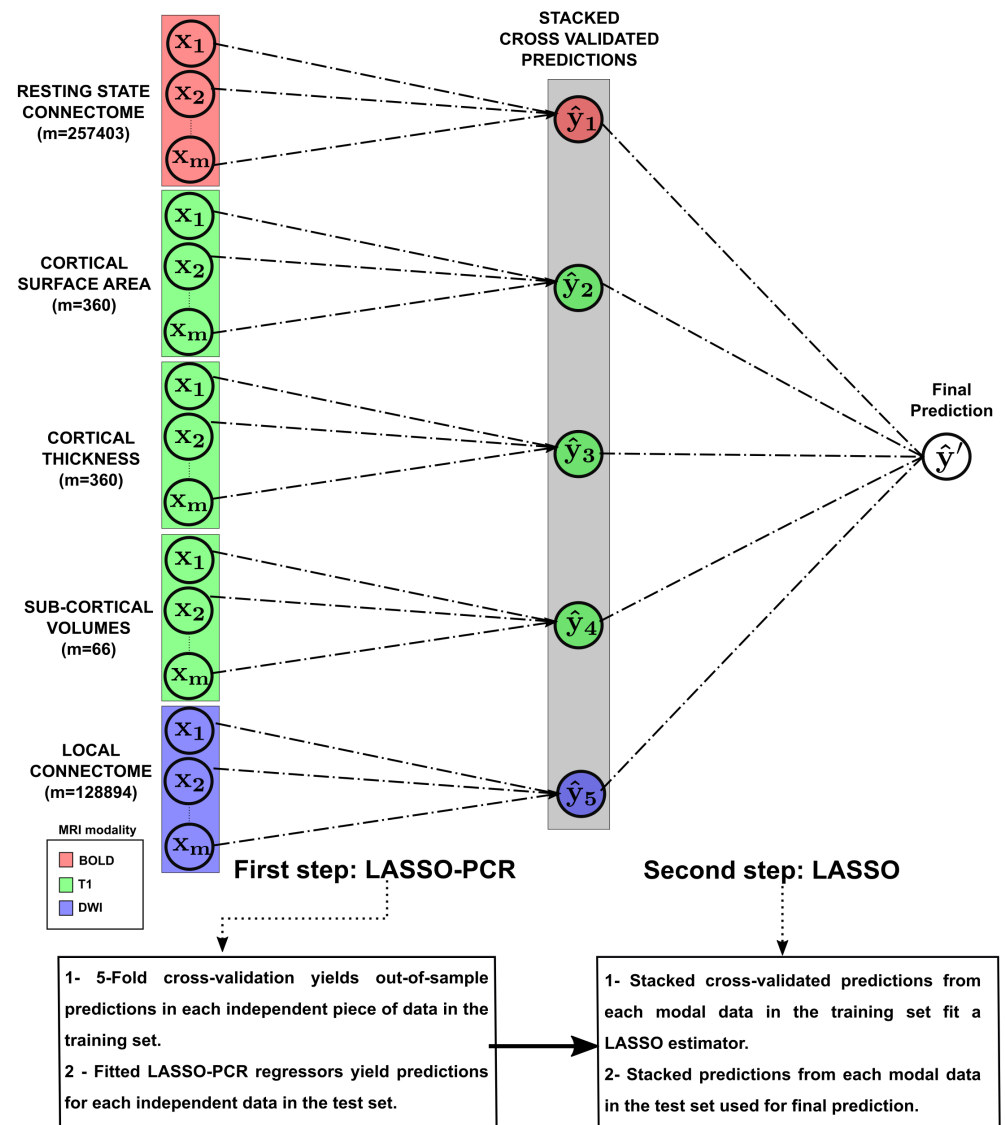 STACKED
CROSS VALIDATED
PREDICTIONS
RESTING STATE
CONNECTOME
(m=257403)
x₁
x₂
xₘ
ŷ₁
CORTICAL
SURFACE AREA
(m=360)
x₁
x₂
xₘ
ŷ₂
CORTICAL
THICKNESS
(m=360)
x₁
x₂
xₘ
ŷ₃
Final
Prediction
ŷ′
SUB-CORTICAL
VOLUMES
(m=66)
x₁
x₂
xₘ
ŷ₄
LOCAL
CONNECTOME
(m=128894)
x₁
x₂
xₘ
ŷ₅
MRI modality
BOLD
T1
DWI
First step: LASSO-PCR
Second step: LASSO
1- 5-Fold cross-validation yields out-of-sample
predictions in each independent piece of data in the
training set.
2 - Fitted LASSO-PCR regressors yield predictions
for each independent data in the test set.
1- Stacked cross-validated predictions from
each modal data in the training set fit a
LASSO estimator.
2- Stacked predictions from each modal data
in the test set used for final prediction.